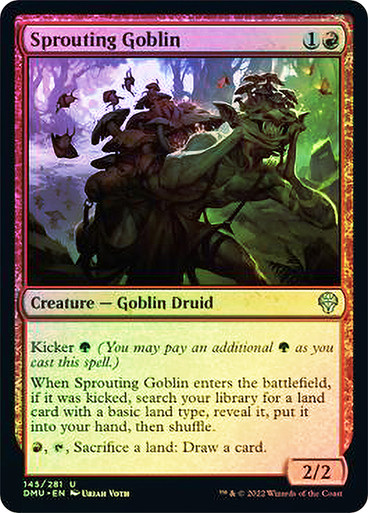 Sprouting Goblin 1
Creature — Goblin Druid
Kicker (You may pay an additional as you
cast this spell.)
When Sprouting Goblin enters the battlefield,
if it was kicked, search your library for a land
card with a basic land type, reveal it, put it
into your hand, then shuffle.
, , Sacrifice a land: Draw a card.
2/2
145/281 U
DMU • EN Uriah Voth
™ & © 2022 Wizards of the Coast